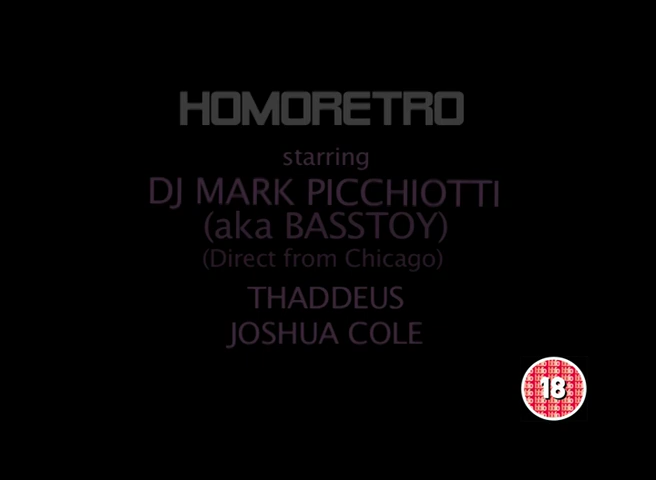 HOMORETRO
starring
DJ MARK PICCHIOTTI
(aka BASSTOY)
(Direct from Chicago)
THADDEUS
JOSHUA COLE
18